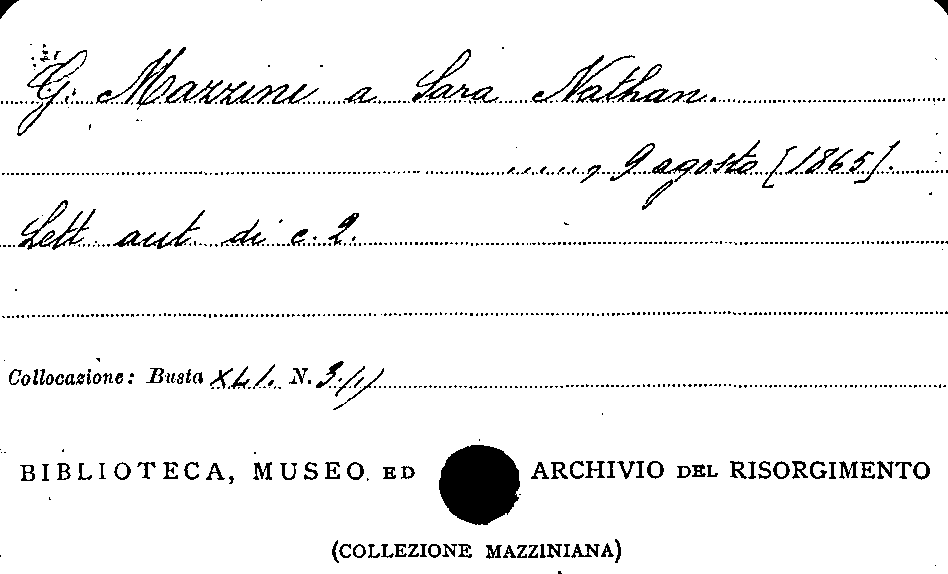 G. Mazzini a Sara Nathan.
....., 9 agosto [1865].
Lett. aut. di c. 2.
Collocazione: Busta XLI. N. 3/1)
BIBLIOTECA, MUSEO ED ARCHIVIO DEL RISORGIMENTO
(COLLEZIONE MAZZINIANA)